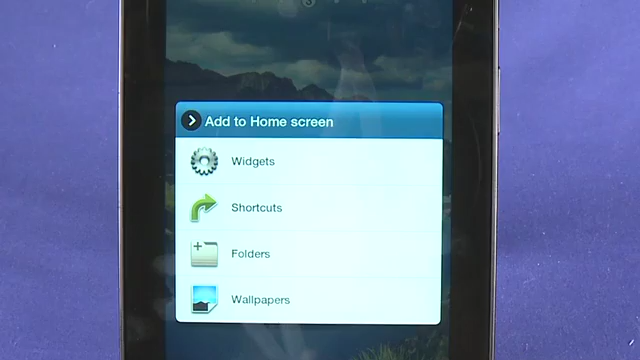 Add to Home screen
Widgets
Shortcuts
Folders
Wallpapers